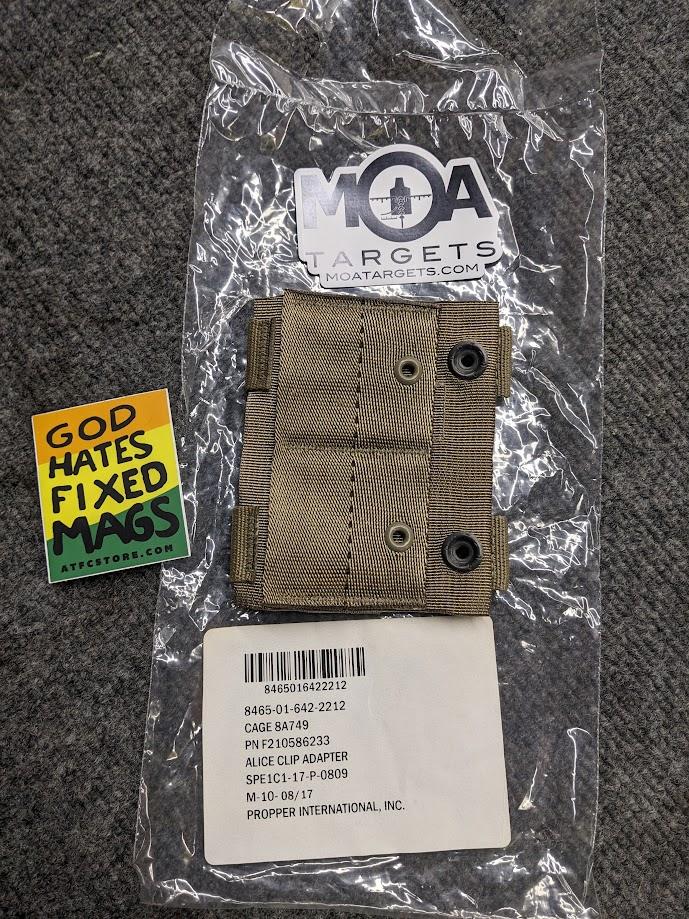 MOA
TARGETS
MOATARGETS.COM
GOD
HATES
FIXED
MAGS
ATFCSTORE.COM
8465016422212
8465-01-642-2212
CAGE 8A749
PN F210586233
ALICE CLIP ADAPTER
SPE1C1-17-P-0809
M-10- 08/17
PROPPER INTERNATIONAL, INC.